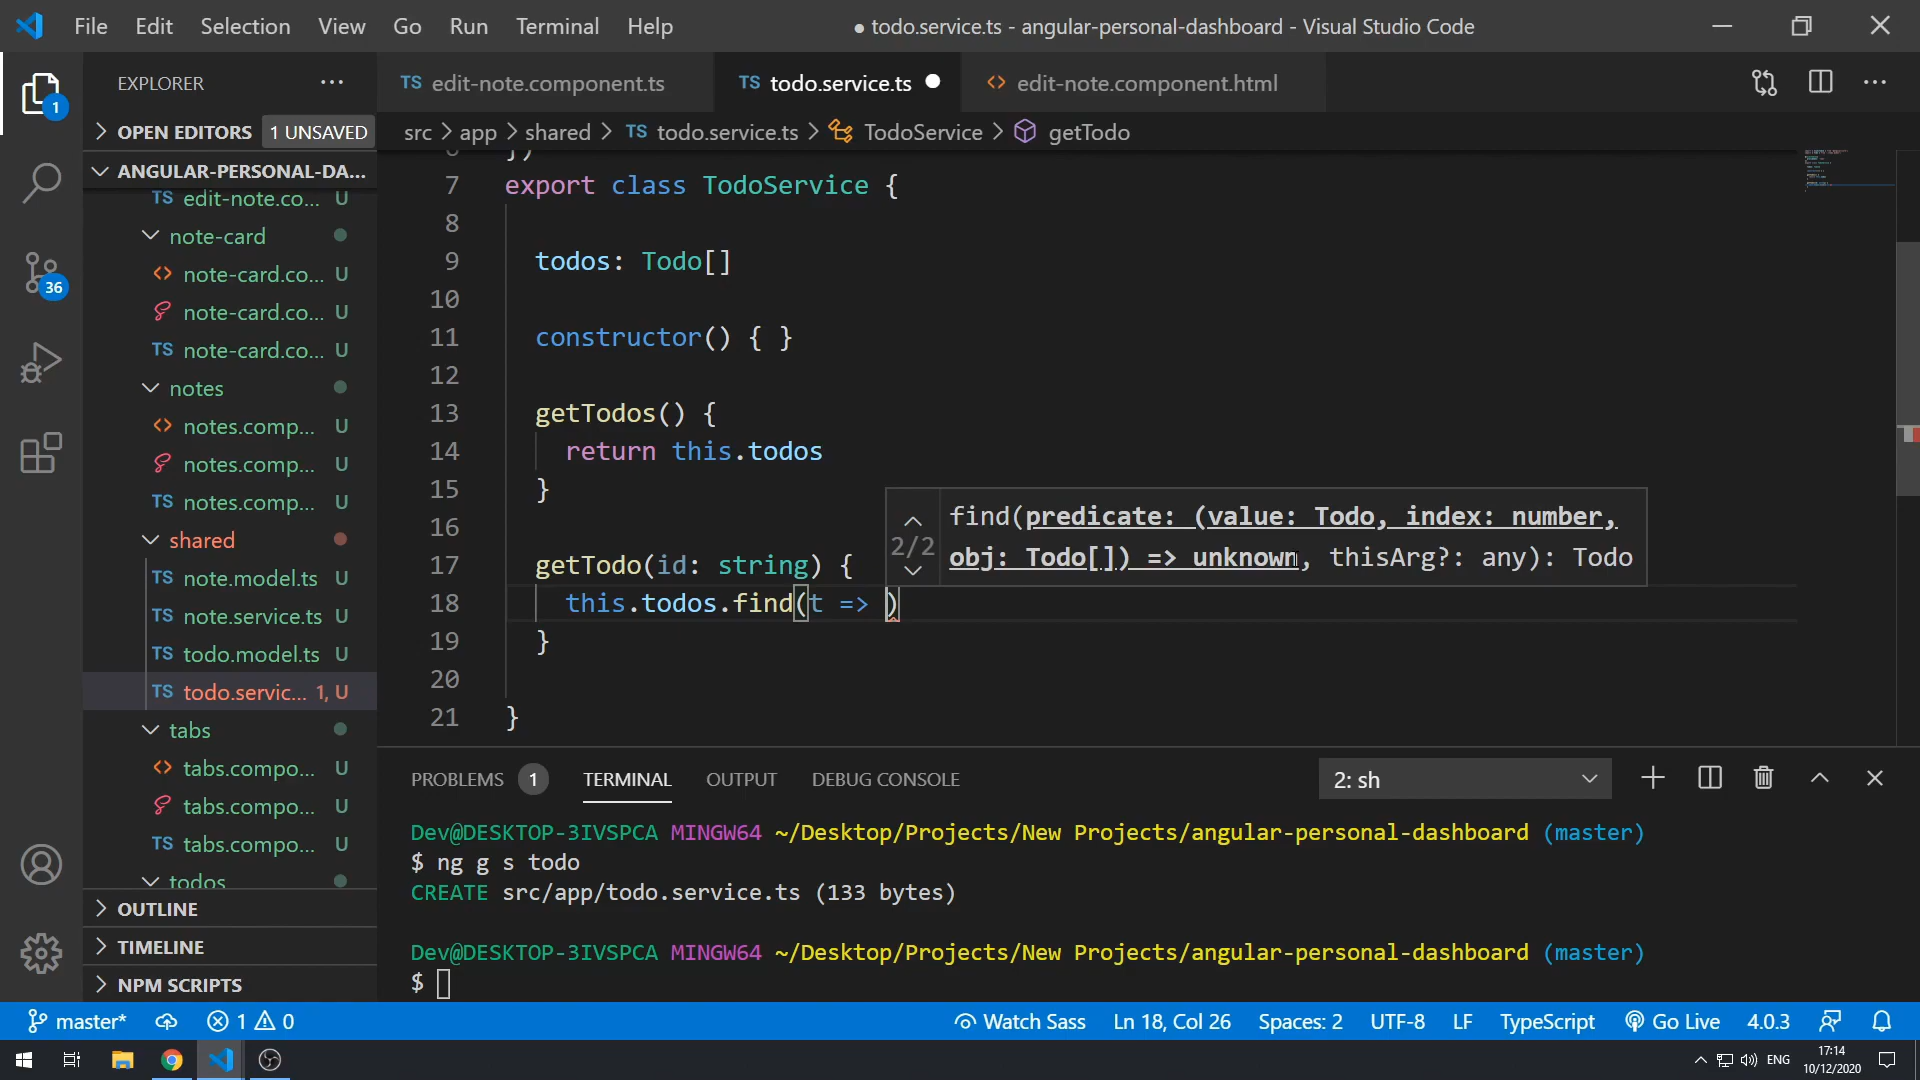 File Edit Selection View Go Run Terminal Help ● todo.service.ts - angular-personal-dashboard - Visual Studio Code
EXPLORER ···
TS edit-note.component.ts TS todo.service.ts ● <> edit-note.component.html ···
1
OPEN EDITORS 1 UNSAVED
src > app > shared > TS todo.service.ts > TodoService > getTodo
ANGULAR-PERSONAL-DA...
TS edit-note.co... U
note-card
<> note-card.co... U
note-card.co... U
TS note-card.co... U
notes
<> notes.comp... U
notes.comp... U
TS notes.comp... U
shared
TS note.model.ts U
TS note.service.ts U
TS todo.model.ts U
TS todo.servic... 1, U
tabs
<> tabs.compo... U
tabs.compo... U
TS tabs.compo... U
todos
OUTLINE
TIMELINE
NPM SCRIPTS
36
6 })
7 export class TodoService {
8
9 todos: Todo[]
10
11 constructor() { }
12
13 getTodos() {
14 return this.todos
15 }
16
17 getTodo(id: string) {
18 this.todos.find(t => )
19 }
20
21 }
2/2
find(predicate: (value: Todo, index: number,
obj: Todo[]) => unknown, thisArg?: any): Todo
PROBLEMS 1 TERMINAL OUTPUT DEBUG CONSOLE 2: sh
Dev@DESKTOP-3IVSPCA MINGW64 ~/Desktop/Projects/New Projects/angular-personal-dashboard (master)
$ ng g s todo
CREATE src/app/todo.service.ts (133 bytes)
Dev@DESKTOP-3IVSPCA MINGW64 ~/Desktop/Projects/New Projects/angular-personal-dashboard (master)
$
master* 1 0 Watch Sass Ln 18, Col 26 Spaces: 2 UTF-8 LF TypeScript Go Live 4.0.3
ENG 17:14
10/12/2020